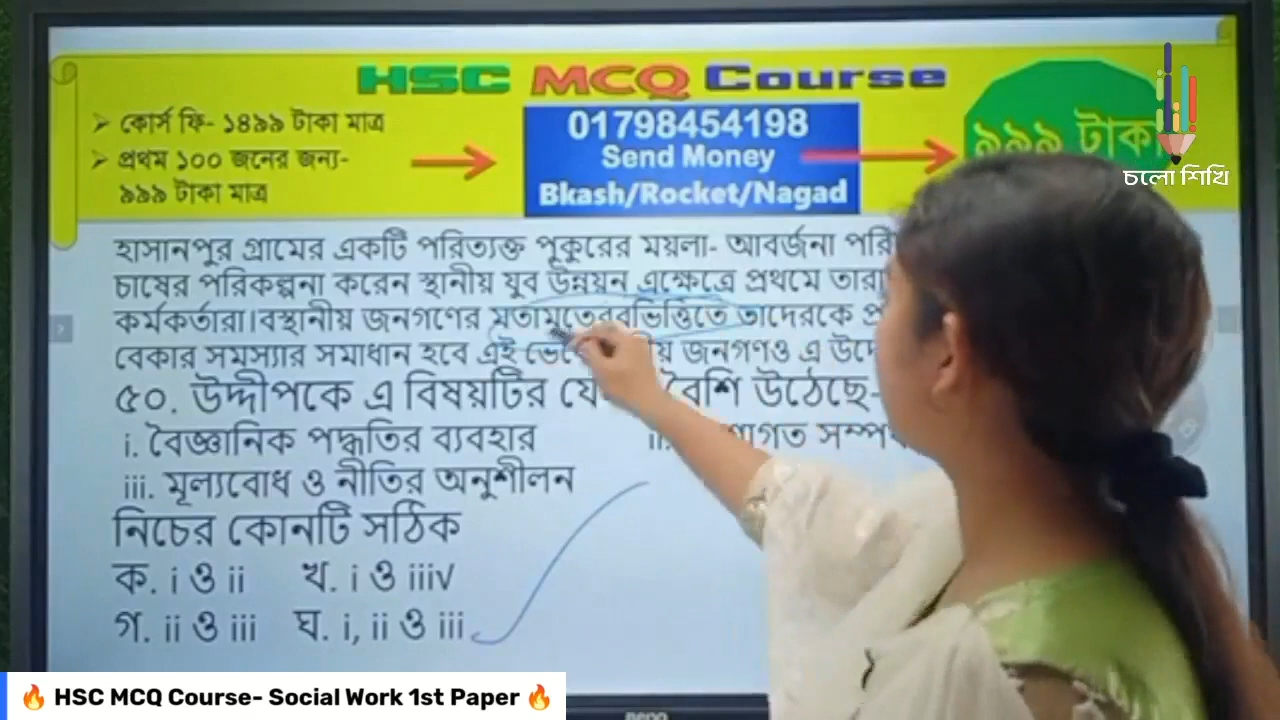 HSC MCQ Course
➢ কোর্স ফি- ১৪৯৯ টাকা মাত্র
➢ প্রথম ১০০ জনের জন্য-
৯৯৯ টাকা মাত্র
01798454198
Send Money
Bkash/Rocket/Nagad
৯৯৯ টাকা
চলো শিখি
হাসানপুর গ্রামের একটি পরিত্যক্ত পুকুরের ময়লা- আবর্জনা
চাষের পরিকল্পনা করেন স্থানীয় যুব উন্নয়ন এক্ষেত্রে প্রথমে
কর্মকর্তারা।বস্থানীয় জনগণের মতামতেরবরভিত্তিতে তাদেরকে
বেকার সমস্যার সমাধান হবে এই জনগণও এ
৫০. উদ্দীপকে এ বিষয়টির বৈশি উঠেছে-
i. বৈজ্ঞানিক পদ্ধতির ব্যবহার
iii. মূল্যবোধ ও নীতির অনুশীলন
নিচের কোনটি সঠিক
ক. i ও ii খ. i ও iiiv
গ. ii ও iii ঘ. i, ii ও iii
🔥 HSC MCQ Course- Social Work 1st Paper 🔥